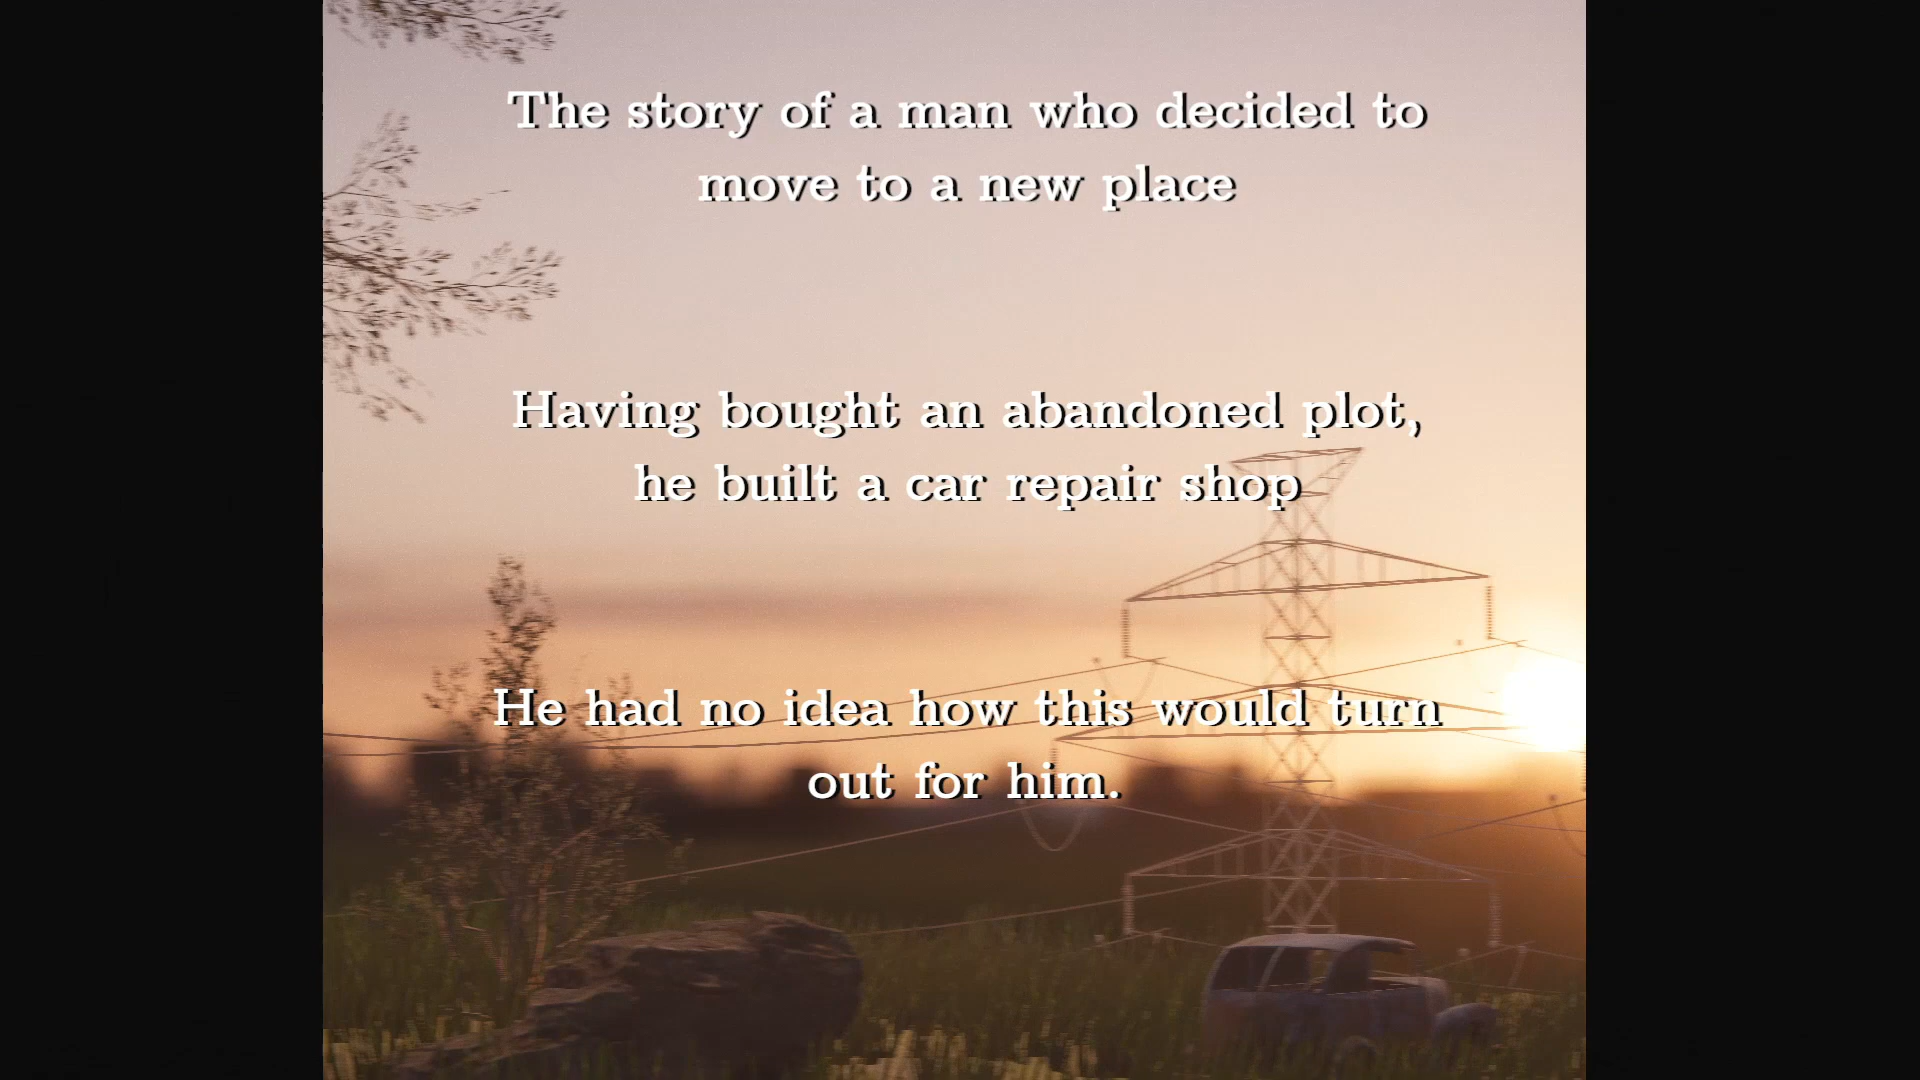 The story of a man who decided to
move to a new place
Having bought an abandoned plot,
he built a car repair shop
He had no idea how this would turn
out for him.